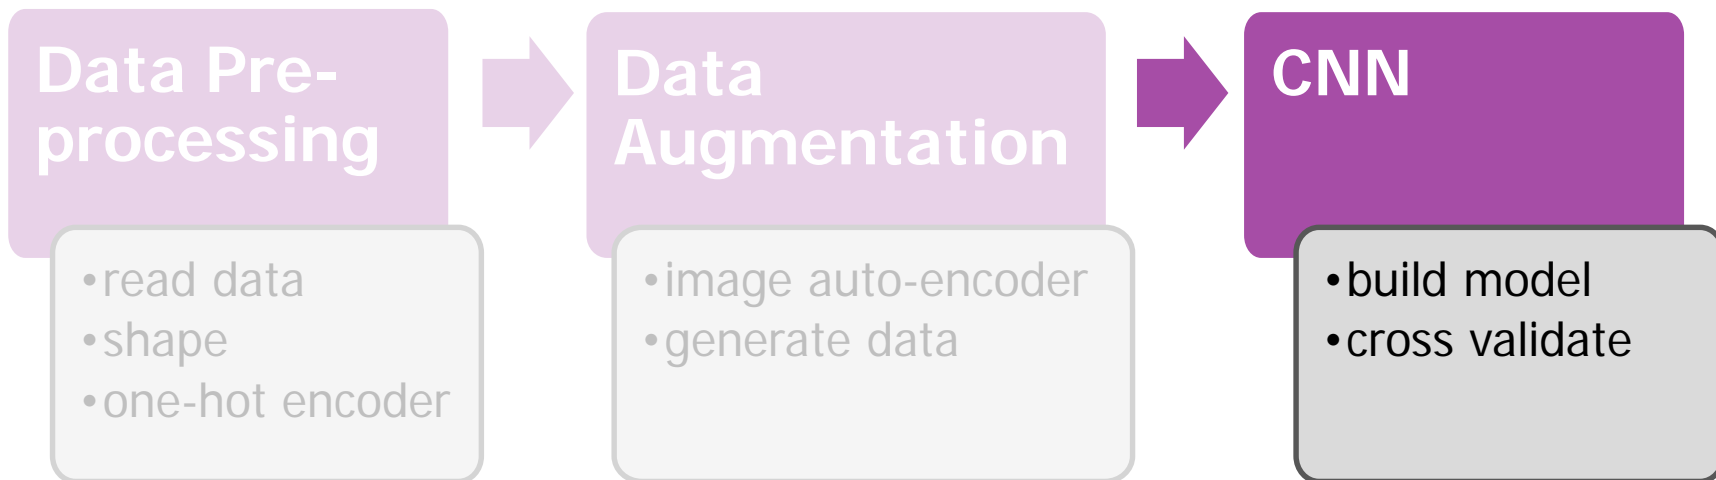 Data Pre-
processing
•read data
•shape
•one-hot encoder
Data
Augmentation
•image auto-encoder
•generate data
CNN
•build model
•cross validate